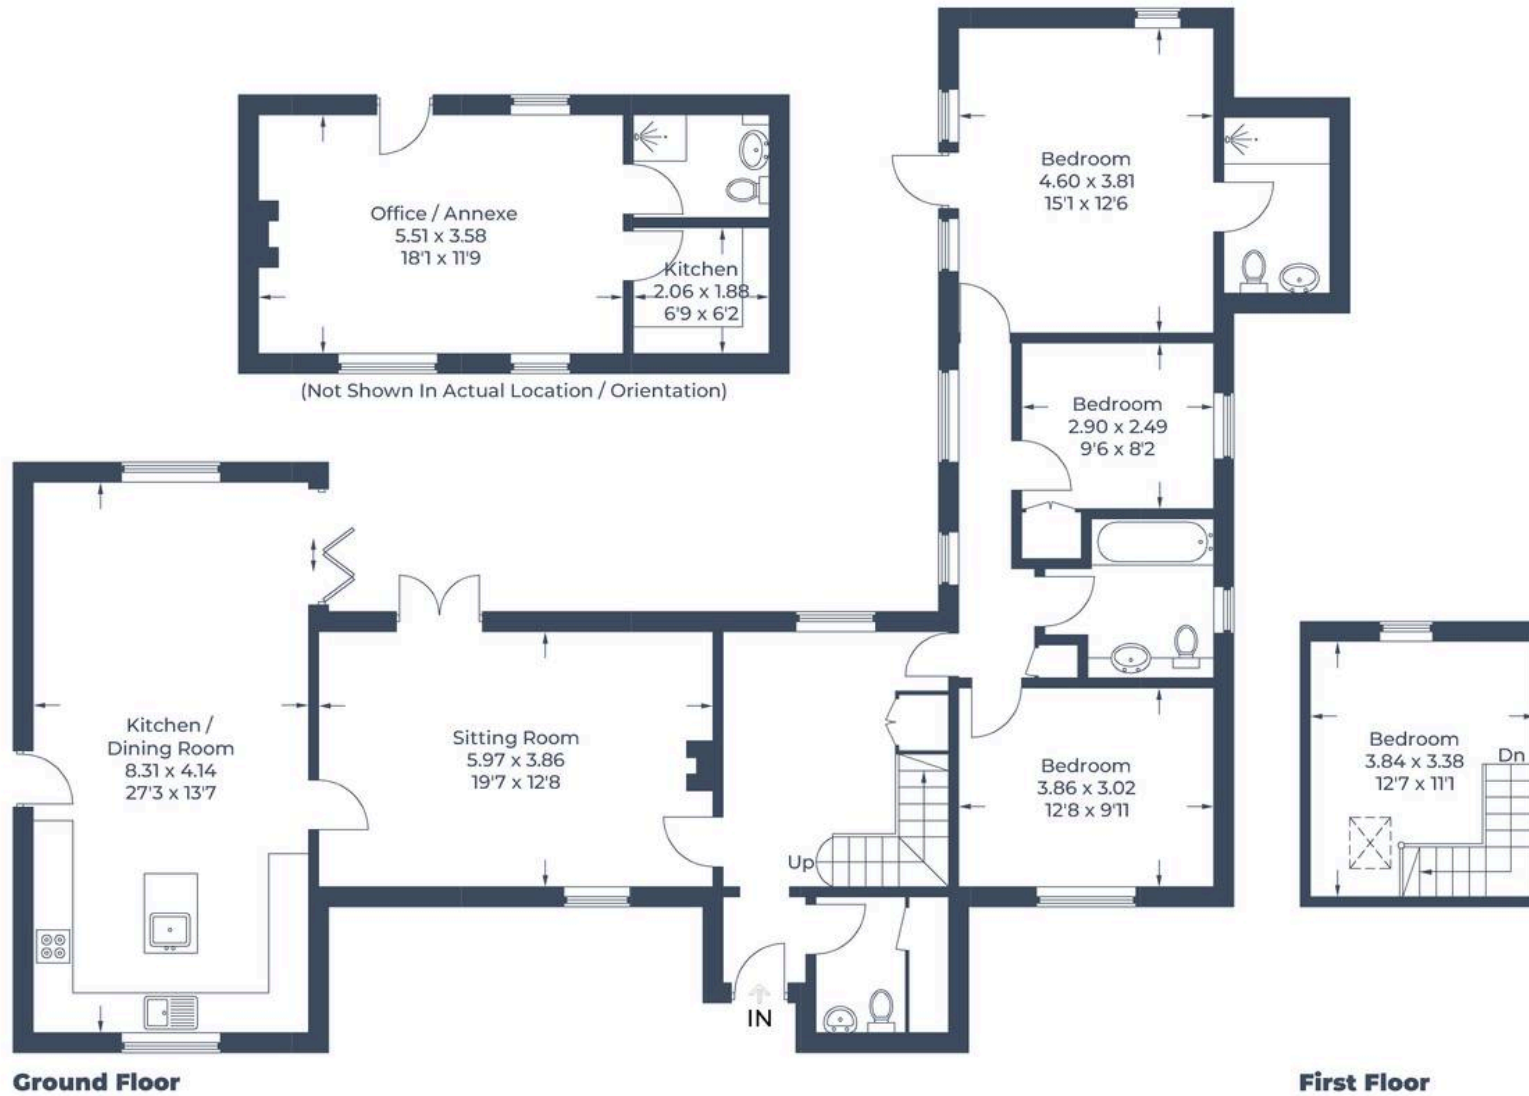 Office / Annexe
5.51 x 3.58
18'1 x 11'9
Kitchen
2.06 x 1.88
6'9 x 6'2
(Not Shown In Actual Location / Orientation)
Bedroom
4.60 x 3.81
15'1 x 12'6
Bedroom
2.90 x 2.49
9'6 x 8'2
Kitchen /
Dining Room
8.31 x 4.14
27'3 x 13'7
Sitting Room
5.97 x 3.86
19'7 x 12'8
Up
Bedroom
3.86 x 3.02
12'8 x 9'11
Bedroom
3.84 x 3.38
12'7 x 11'1
Dn
IN
Ground Floor
First Floor